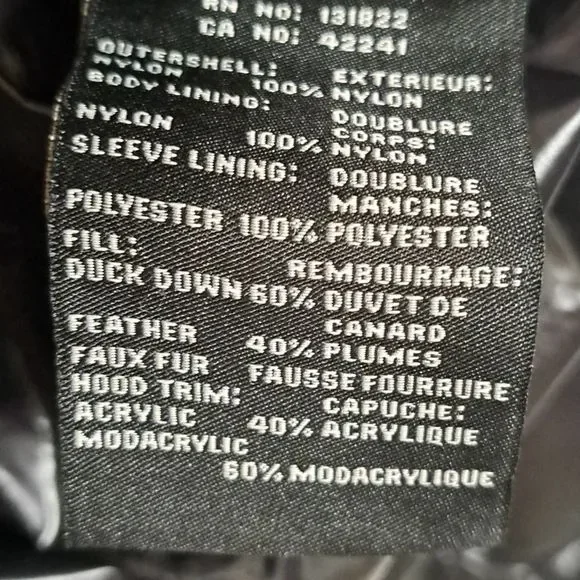 RN NO: 131822
CA NO: 42241
OUTERSHELL: EXTERIEUR:
NYLON 100% NYLON
BODY LINING: DOUBLURE CORPS:
NYLON 100% NYLON
SLEEVE LINING: DOUBLURE MANCHES:
POLYESTER 100% POLYESTER
FILL: REMBOURRAGE:
DUCK DOWN 60% DUVET DE CANARD
FEATHER 40% PLUMES
FAUX FUR HOOD TRIM: FAUSSE FOURRURE CAPUCHE:
ACRYLIC 40% ACRYLIQUE
MODACRYLIC 60% MODACRYLIQUE